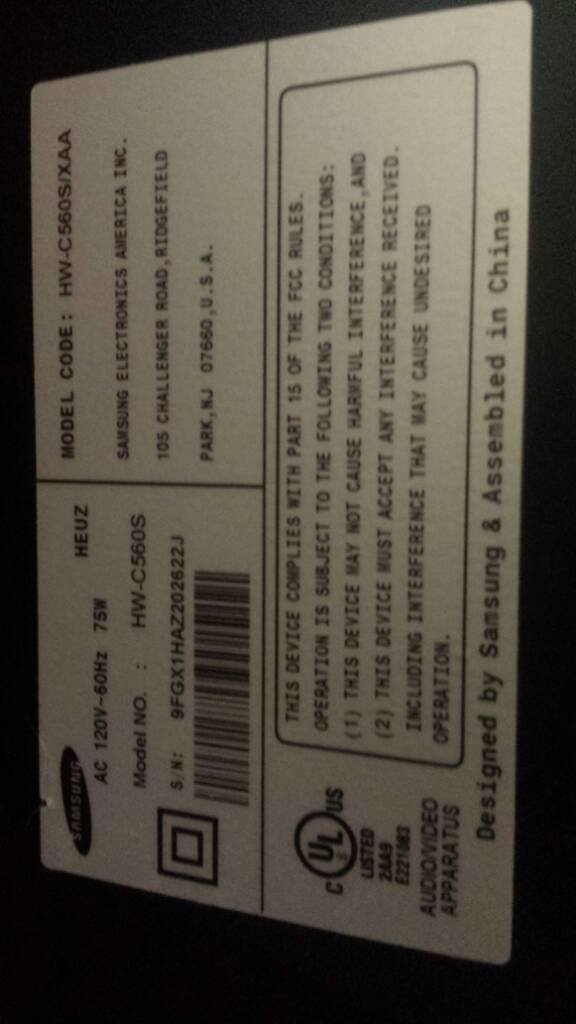 SAMSUNG
AC 120V~60Hz 75W
HEUZ
Model NO. : HW-C560S
S/N: 9FGX1HAZ202622J
MODEL CODE: HW-C560S/XAA
SAMSUNG ELECTRONICS AMERICA INC.
105 CHALLENGER ROAD,RIDGEFIELD
PARK,NJ 07660,U.S.A.
C UL US
LISTED
2AA9
E221983
AUDIO/VIDEO
APPARATUS
THIS DEVICE COMPLIES WITH PART 15 OF THE FCC RULES.
OPERATION IS SUBJECT TO THE FOLLOWING TWO CONDITIONS:
(1) THIS DEVICE MAY NOT CAUSE HARMFUL INTERFERENCE,AND
(2) THIS DEVICE MUST ACCEPT ANY INTERFERENCE RECEIVED.
INCLUDING INTERFERENCE THAT MAY CAUSE UNDESIRED
OPERATION.
Designed by Samsung & Assembled in China